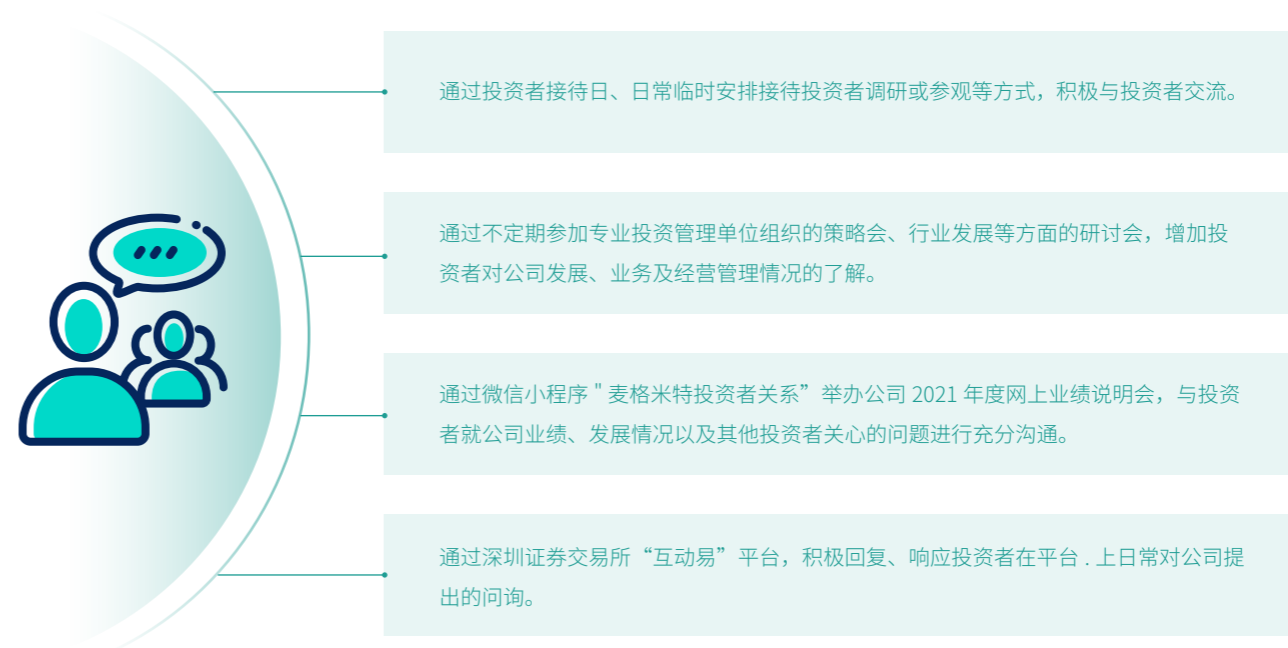 通过投资者接待日、日常临时安排接待投资者调研或参观等方式，积极与投资者交流。
通过不定期参加专业投资管理单位组织的策略会、行业发展等方面的研讨会，增加投
资者对公司发展、业务及经营管理情况的了解。
通过微信小程序 " 麦格米特投资者关系” 举办公司 2021 年度网上业绩说明会，与投资
者就公司业绩、发展情况以及其他投资者关心的问题进行充分沟通。
通过深圳证券交易所“互动易”平台，积极回复、响应投资者在平台 . 上日常对公司提
出的问询。